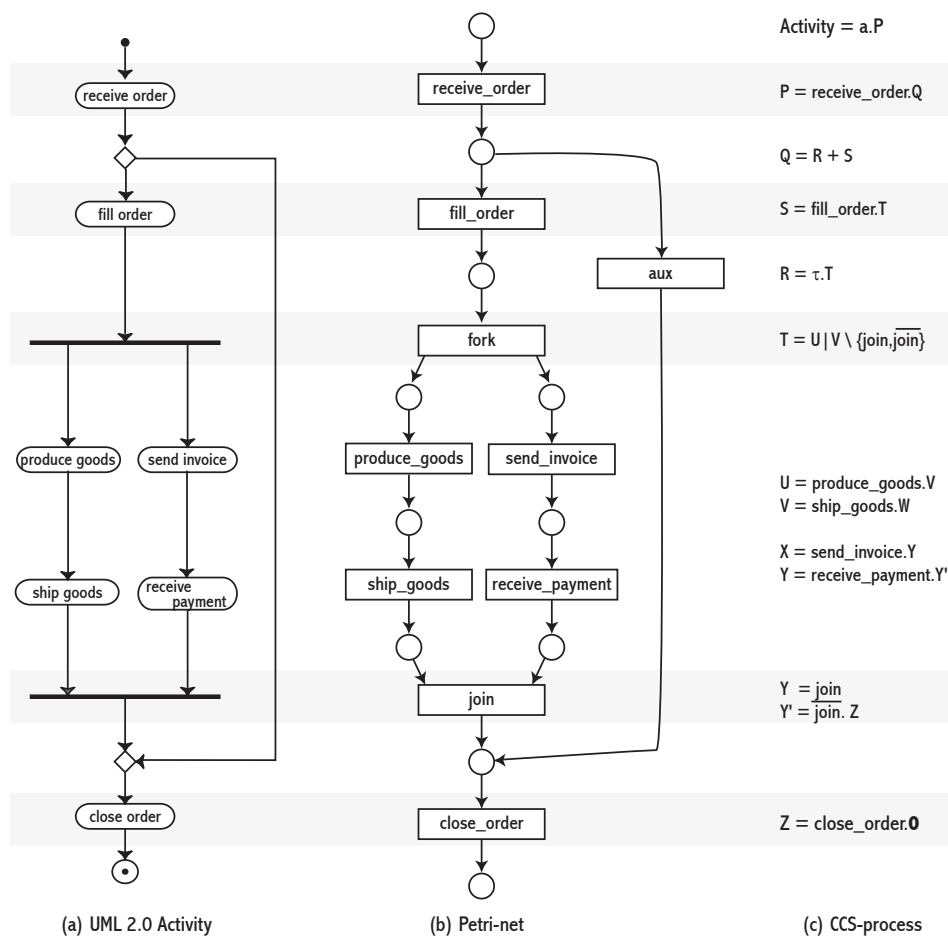 Activity = a.P
receive order
receive_order
P = receive_order.Q
Q = R + S
fill order
fill_order
S = fill_order.T
aux
R = τ.T
fork
T = U | V \ {join,j̅o̅i̅n̅}
produce goods
send invoice
produce_goods
send_invoice
U = produce_goods.V
V = ship_goods.W
X = send_invoice.Y
Y = receive_payment.Y'
ship goods
receive
payment
ship_goods
receive_payment
join
Y = join
Y' = j̅o̅i̅n̅. Z
close order
close_order
Z = close_order.0
(a) UML 2.0 Activity
(b) Petri-net
(c) CCS-process